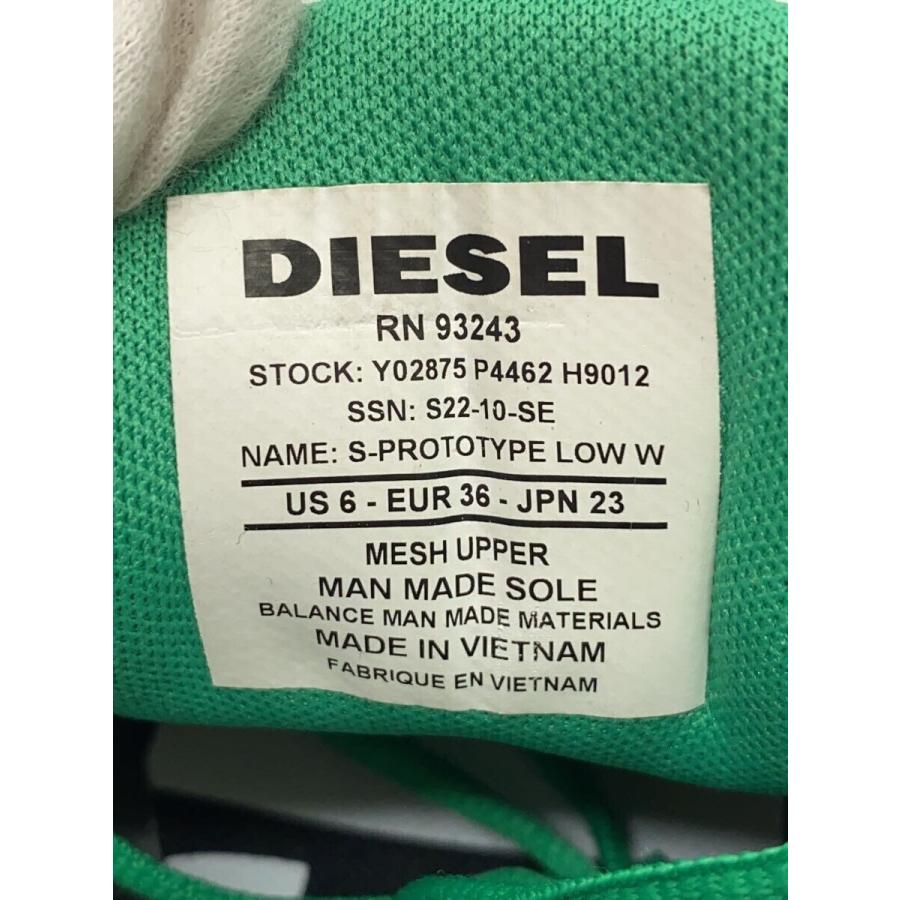 DIESEL
RN 93243
STOCK: Y02875 P4462 H9012
SSN: S22-10-SE
NAME: S-PROTOTYPE LOW W
US 6 - EUR 36 - JPN 23
MESH UPPER
MAN MADE SOLE
BALANCE MAN MADE MATERIALS
MADE IN VIETNAM
FABRIQUE EN VIETNAM